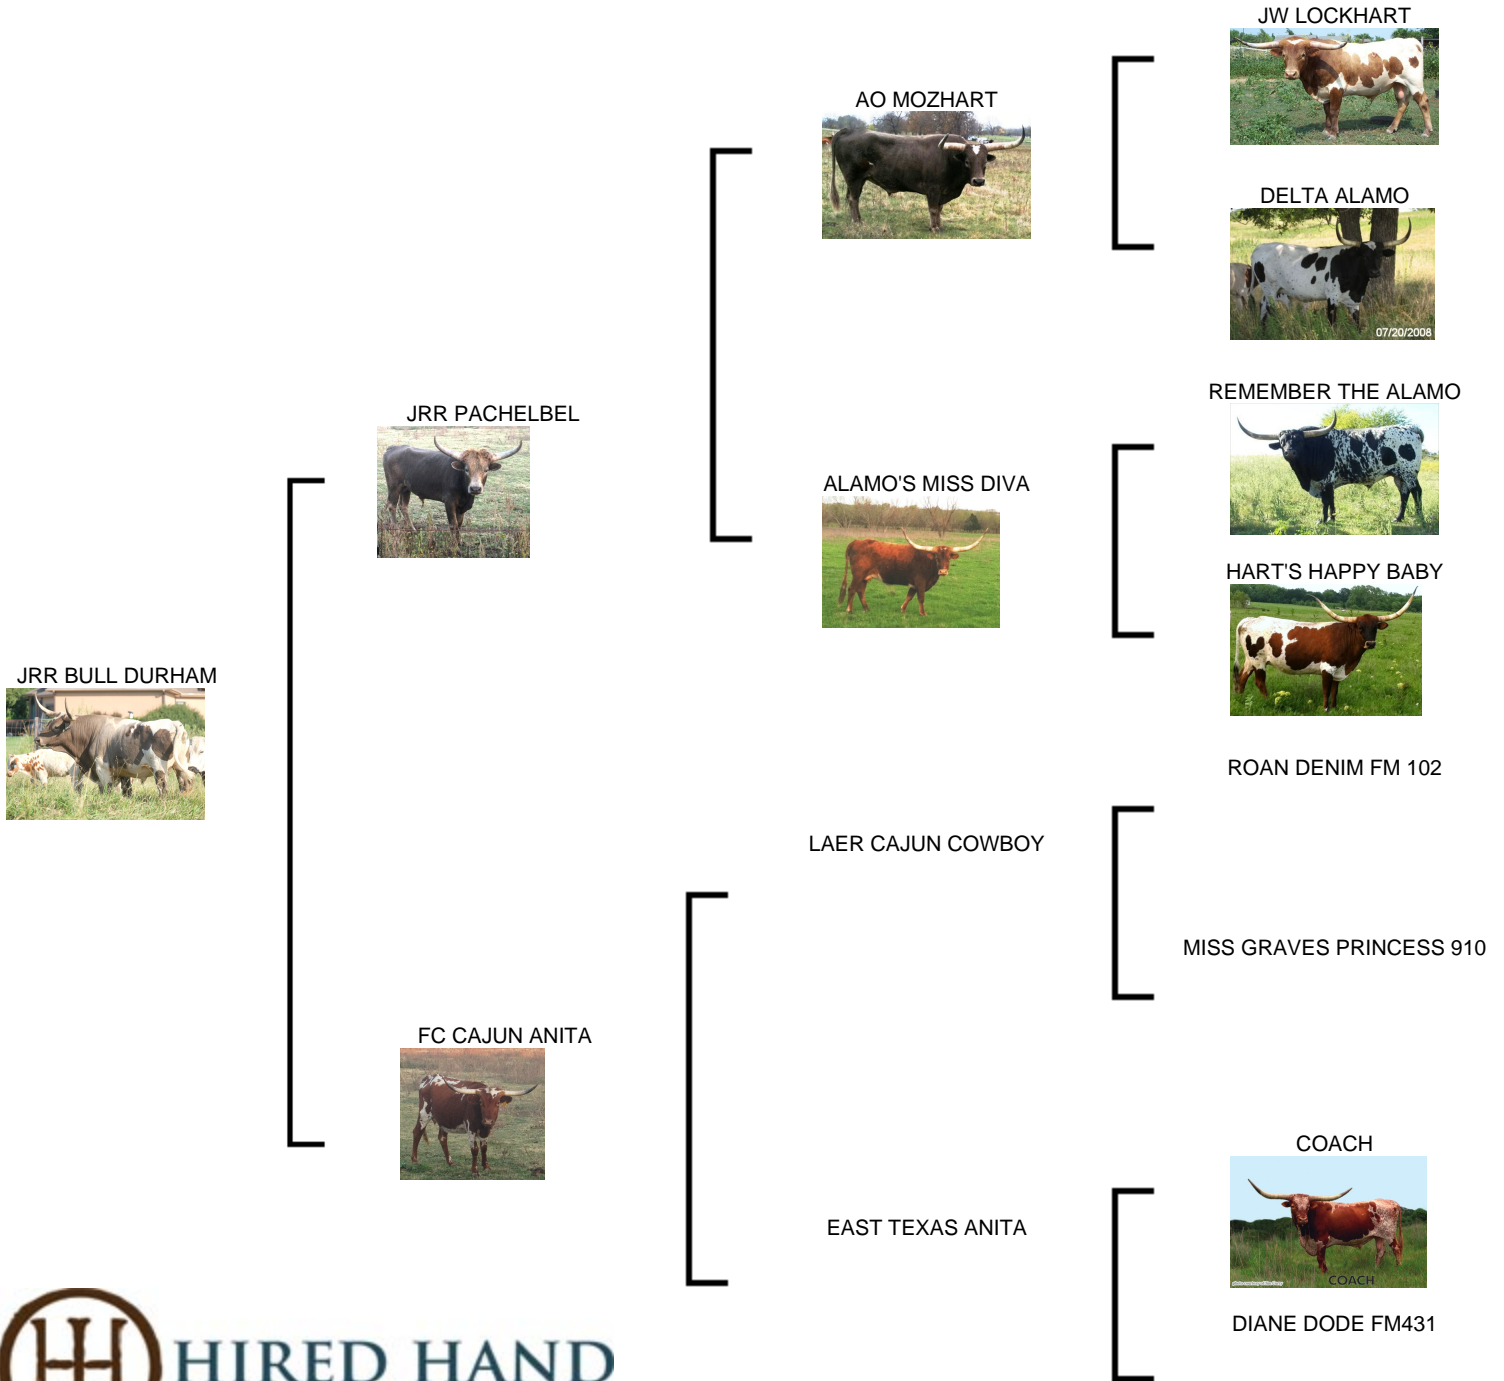 JW LOCKHART
AO MOZHART
DELTA ALAMO
07/20/2008
REMEMBER THE ALAMO
JRR PACHELBEL
ALAMO'S MISS DIVA
HART'S HAPPY BABY
JRR BULL DURHAM
ROAN DENIM FM 102
LAER CAJUN COWBOY
MISS GRAVES PRINCESS 910
FC CAJUN ANITA
COACH
EAST TEXAS ANITA
COACH
DIANE DODE FM431
HIRED HAND